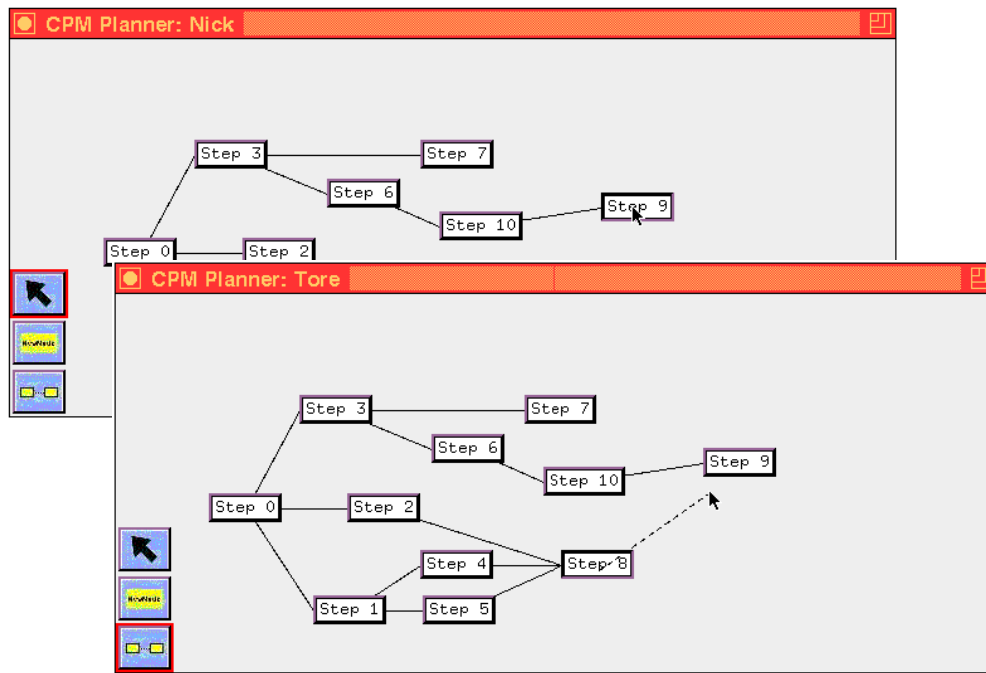 CPM Planner: Nick
Step 3
Step 7
Step 6
Step 9
Step 10
Step 0
Step 2
NewNode
CPM Planner: Tore
Step 3
Step 7
Step 6
Step 9
Step 10
Step 0
Step 2
Step 4
Step 8
Step 1
Step 5
NewNode